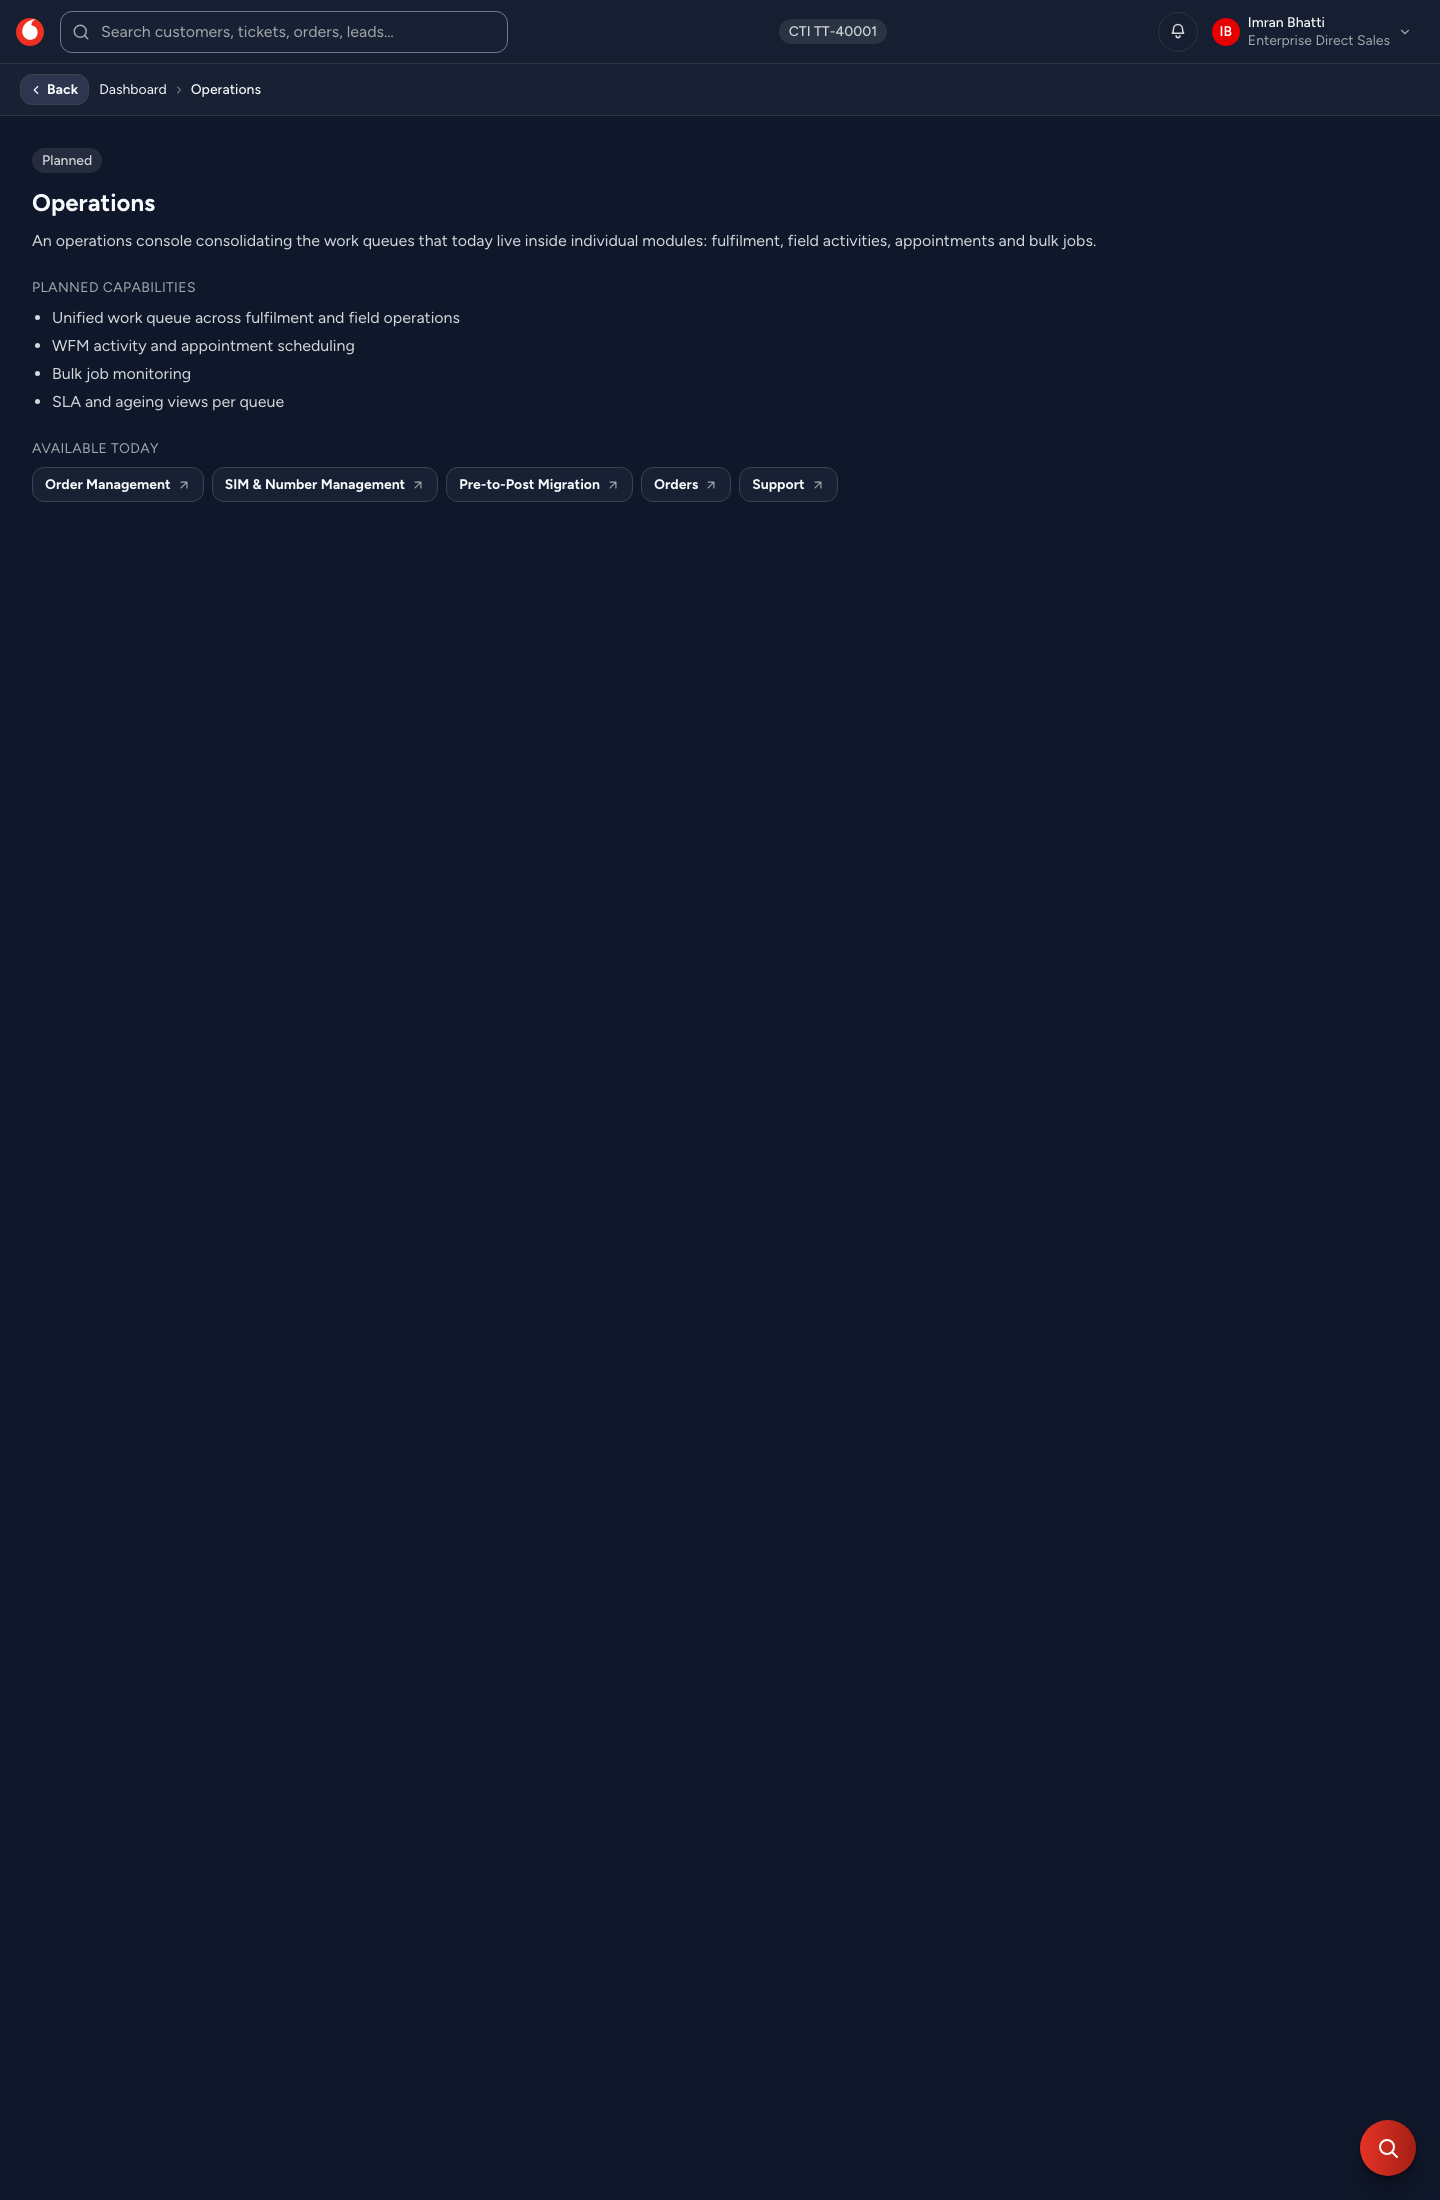 Search customers, tickets, orders, leads...
CTI TT-40001
IB
Imran Bhatti
Enterprise Direct Sales
Back
Dashboard
Operations
Planned
Operations
An operations console consolidating the work queues that today live inside individual modules: fulfilment, field activities, appointments and bulk jobs.
PLANNED CAPABILITIES
• Unified work queue across fulfilment and field operations
• WFM activity and appointment scheduling
• Bulk job monitoring
• SLA and ageing views per queue
AVAILABLE TODAY
Order Management
SIM & Number Management
Pre-to-Post Migration
Orders
Support